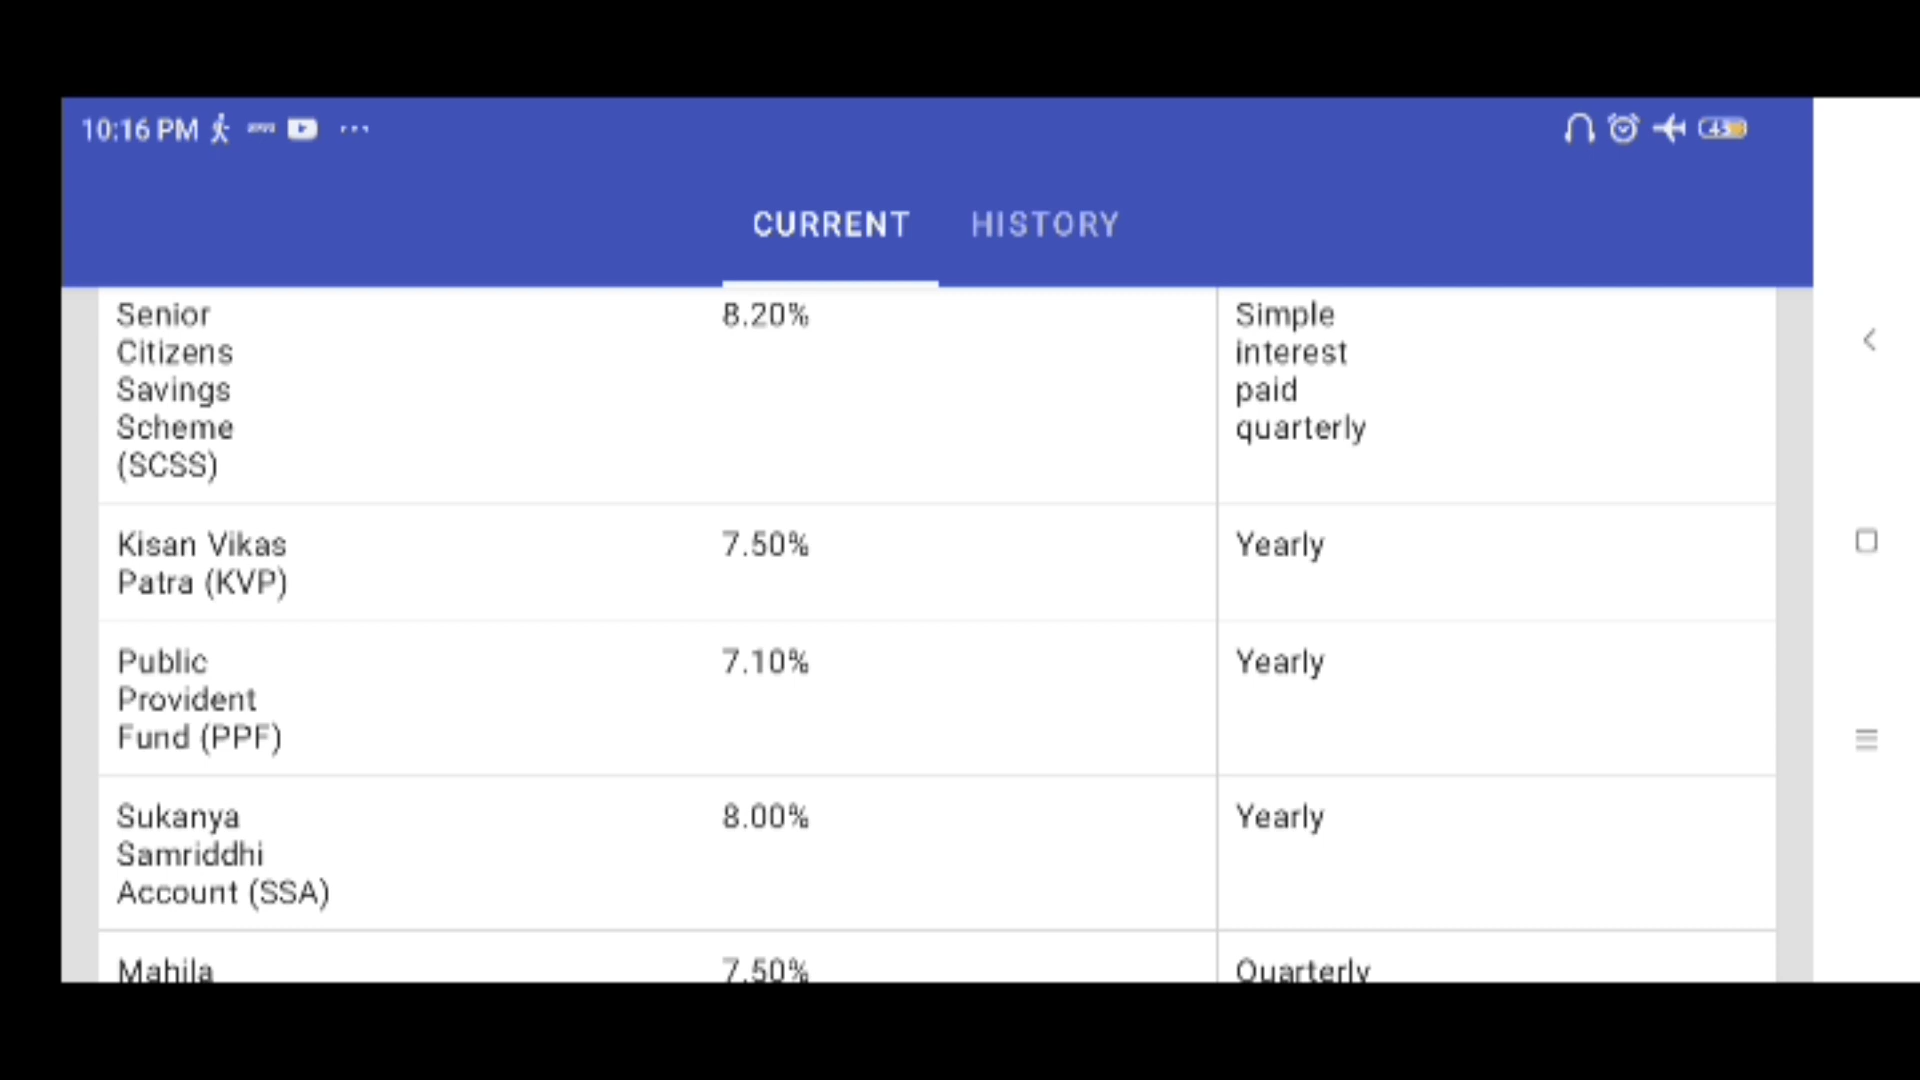 10:16 PM
45
CURRENT HISTORY
Senior
Citizens
Savings
Scheme
(SCSS)
8.20%
Simple
interest
paid
quarterly
Kisan Vikas
Patra (KVP)
7.50%
Yearly
Public
Provident
Fund (PPF)
7.10%
Yearly
Sukanya
Samriddhi
Account (SSA)
8.00%
Yearly
Mahila
7.50%
Quarterly